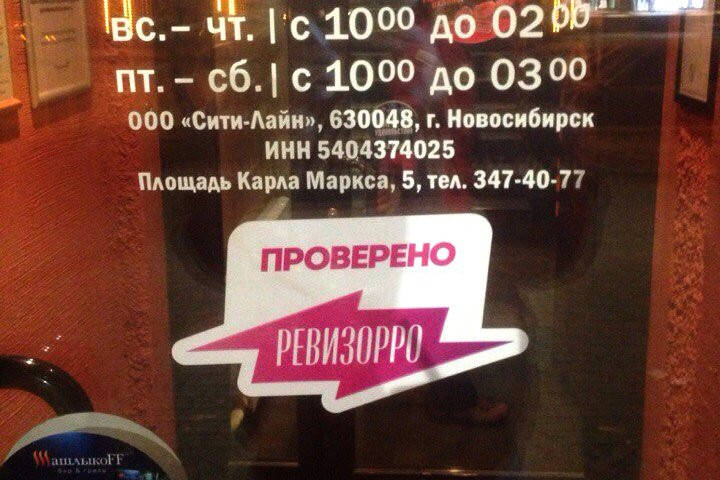 вс.– чт. | с 10⁰⁰ до 02⁰⁰
пт. – сб. | с 10⁰⁰ до 03⁰⁰
ООО «Сити-Лайн», 630048, г. Новосибирск
ИНН 5404374025
Площадь Карла Маркса, 5, тел. 347-40-77
ПРОВЕРЕНО
РЕВИЗОРРО
ШашлыкоFF
бар & гриль